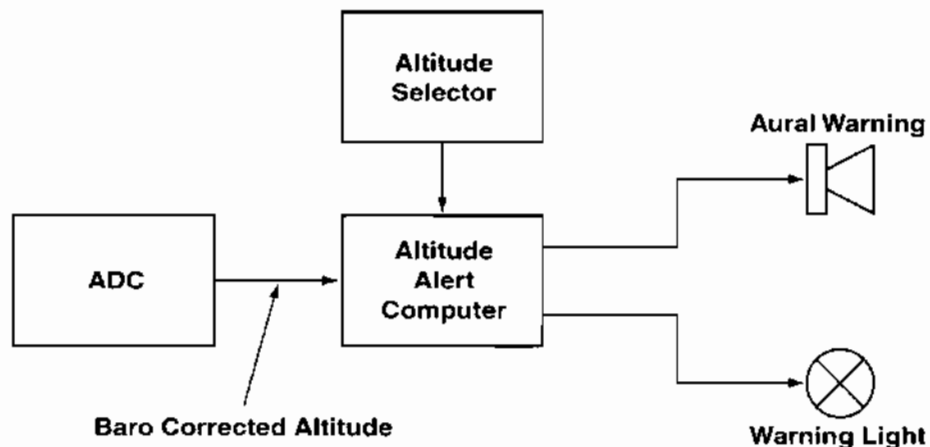 Altitude
Selector
Aural Warning
ADC
Altitude
Alert
Computer
Baro Corrected Altitude
Warning Light